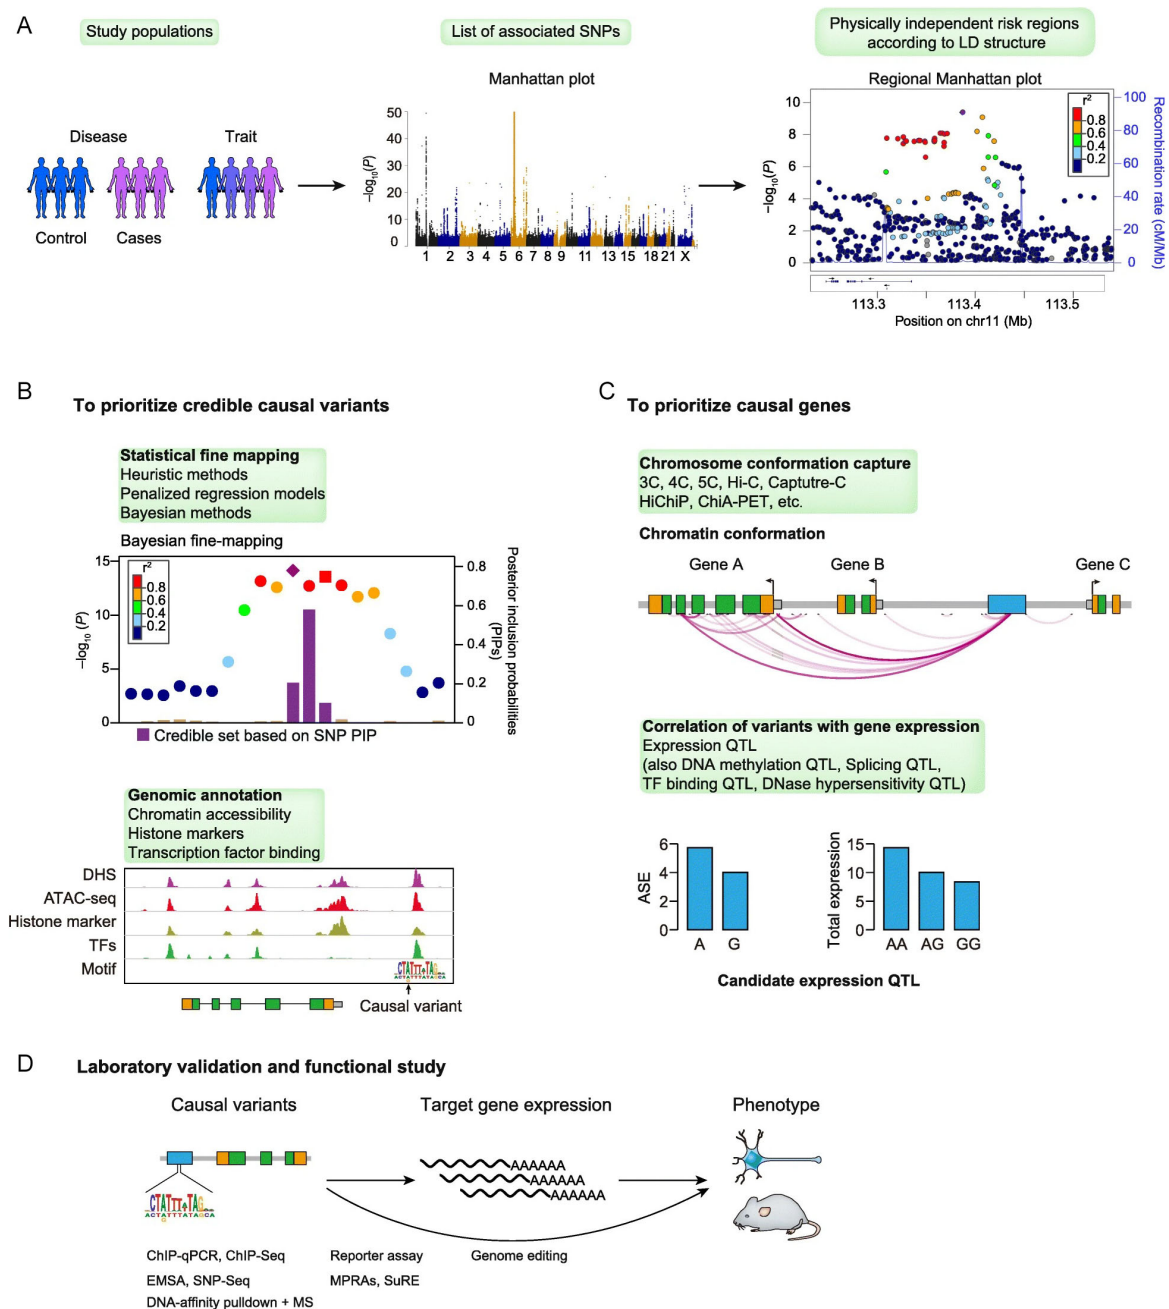 A
Study populations
List of associated SNPs
Physically independent risk regions
according to LD structure
Manhattan plot
Regional Manhattan plot
Disease
Trait
Control
Cases
−log10(P)
50
40
30
20
10
0
1 2 3 4 5 6 7 8 9 11 13 15 18 21 X
−log10(P)
10
8
6
4
2
0
r2
0.8
0.6
0.4
0.2
100
80
60
40
20
0
Recombination rate (cM/Mb)
113.3 113.4 113.5
Position on chr11 (Mb)
B
To prioritize credible causal variants
Statistical fine mapping
Heuristic methods
Penalized regression models
Bayesian methods
Bayesian fine-mapping
−log10 (P)
15
10
5
0
r2
0.8
0.6
0.4
0.2
0.8
0.6
0.4
0.2
0
Posterior inclusion probabilities
(PIPs)
Credible set based on SNP PIP
Genomic annotation
Chromatin accessibility
Histone markers
Transcription factor binding
DHS
ATAC-seq
Histone marker
TFs
Motif
Causal variant
C
To prioritize causal genes
Chromosome conformation capture
3C, 4C, 5C, Hi-C, Captutre-C
HiChiP, ChiA-PET, etc.
Chromatin conformation
Gene A
Gene B
Gene C
Correlation of variants with gene expression
Expression QTL
(also DNA methylation QTL, Splicing QTL,
TF binding QTL, DNase hypersensitivity QTL)
ASE
6
4
2
0
A G
Total expression
15
10
5
0
AA AG GG
Candidate expression QTL
D
Laboratory validation and functional study
Causal variants
Target gene expression
Phenotype
AAAAAA
AAAAAA
AAAAAA
ACTATTTATAGCA
G
ChIP-qPCR, ChIP-Seq
EMSA, SNP-Seq
DNA-affinity pulldown + MS
Reporter assay
MPRAs, SuRE
Genome editing